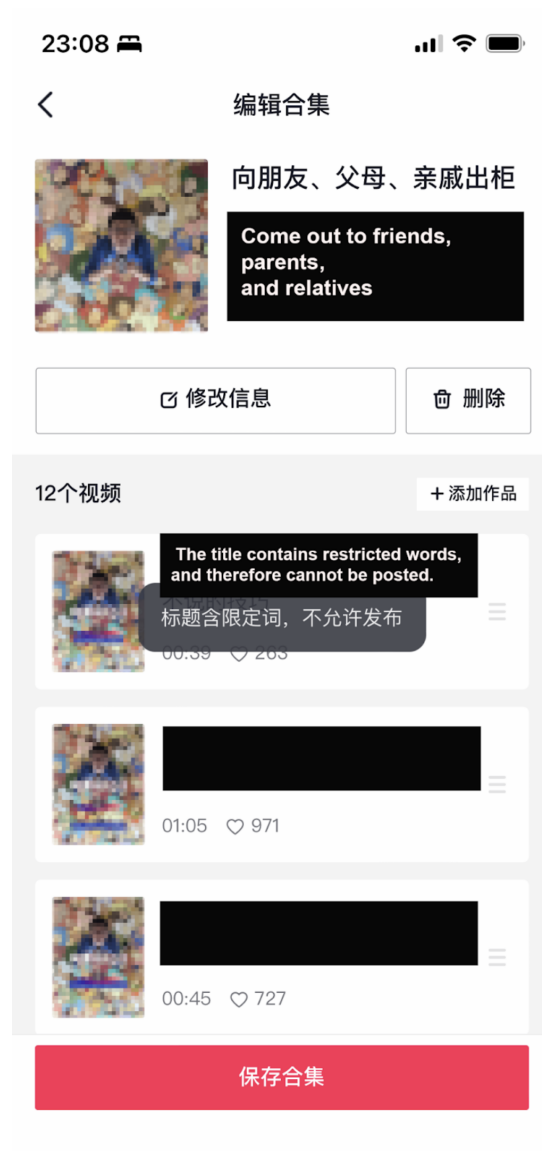 23:08
编辑合集
向朋友、父母、亲戚出柜
Come out to friends,
parents,
and relatives
修改信息
删除
12个视频
+添加作品
The title contains restricted words,
and therefore cannot be posted.
标题含限定词，不允许发布
00:39 263
01:05 971
00:45 727
保存合集